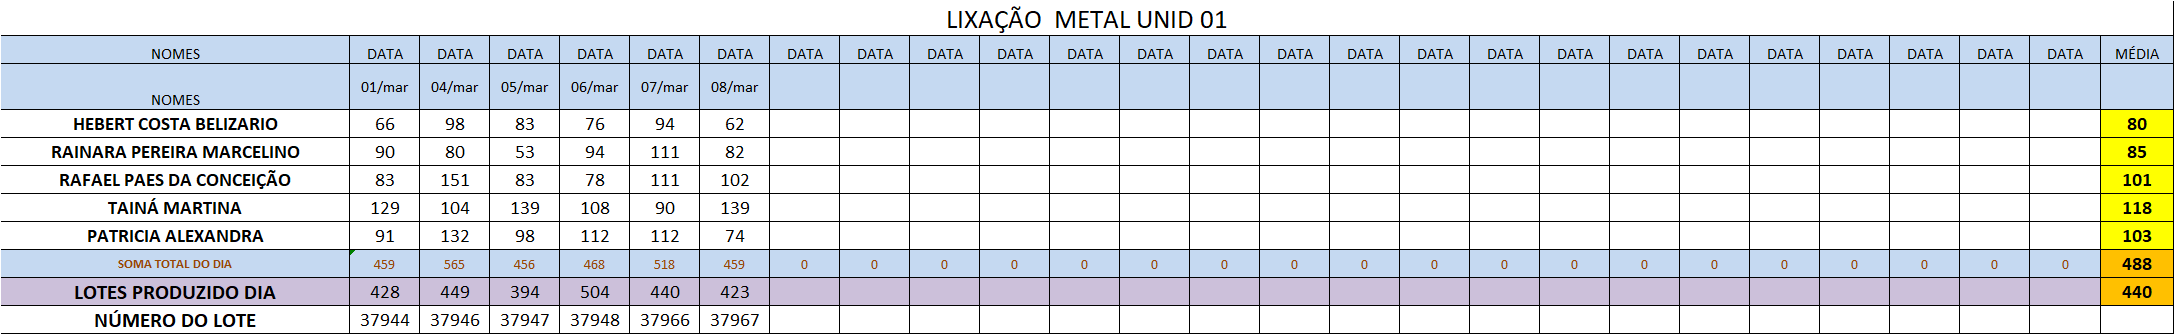 LIXAÇÃO METAL UNID 01
NOMES DATA DATA DATA DATA DATA DATA DATA DATA DATA DATA DATA DATA DATA DATA DATA DATA DATA DATA DATA DATA DATA DATA DATA DATA DATA MÉDIA
NOMES 01/mar 04/mar 05/mar 06/mar 07/mar 08/mar
HEBERT COSTA BELIZARIO 66 98 83 76 94 62 80
RAINARA PEREIRA MARCELINO 90 80 53 94 111 82 85
RAFAEL PAES DA CONCEIÇÃO 83 151 83 78 111 102 101
TAINÁ MARTINA 129 104 139 108 90 139 118
PATRICIA ALEXANDRA 91 132 98 112 112 74 103
SOMA TOTAL DO DIA 459 565 456 468 518 459 0 0 0 0 0 0 0 0 0 0 0 0 0 0 0 0 0 0 0 488
LOTES PRODUZIDO DIA 428 449 394 504 440 423 440
NÚMERO DO LOTE 37944 37946 37947 37948 37966 37967